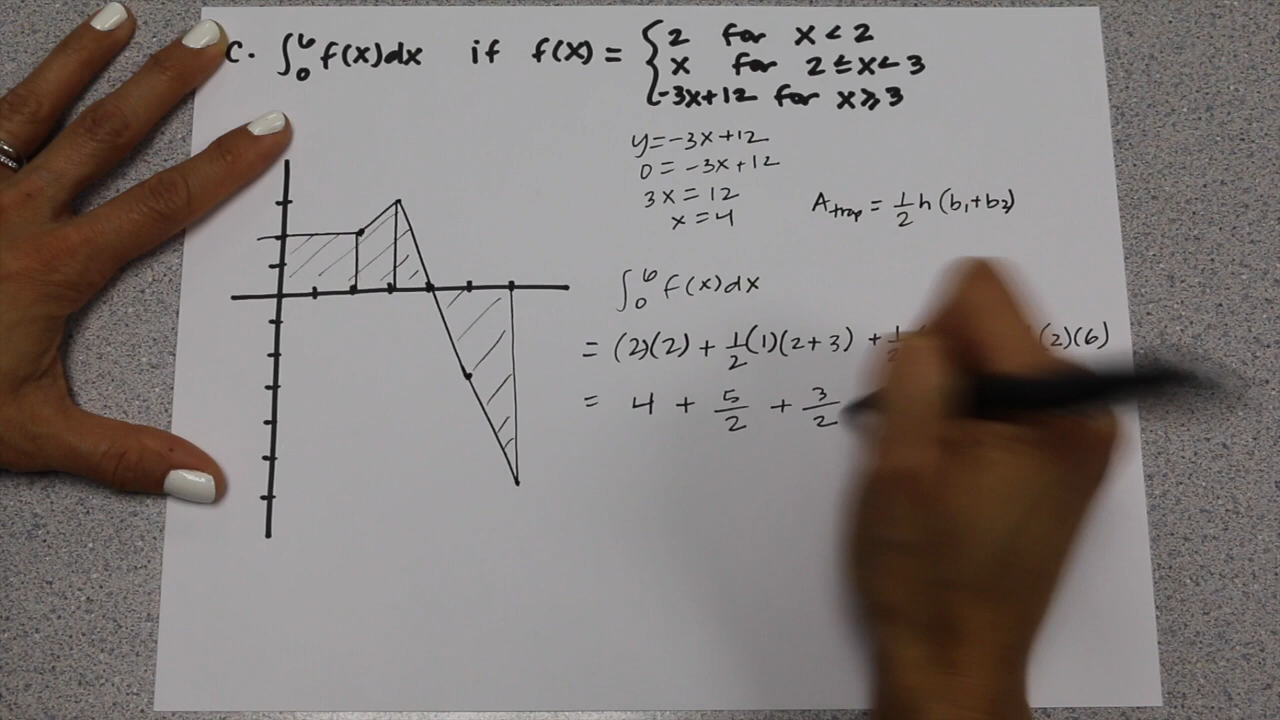 C. ∫₀⁶ f(x)dx if f(x) = { 2 for x < 2
x for 2 ≤ x < 3
-3x+12 for x ≥ 3
y = -3x+12
0 = -3x+12
3x = 12
x = 4
A trap = 1/2 h (b₁+b₂)
∫₀⁶ f(x)dx
= (2)(2) + 1/2(1)(2+3) + (2)(6)
= 4 + 5/2 + 3/2